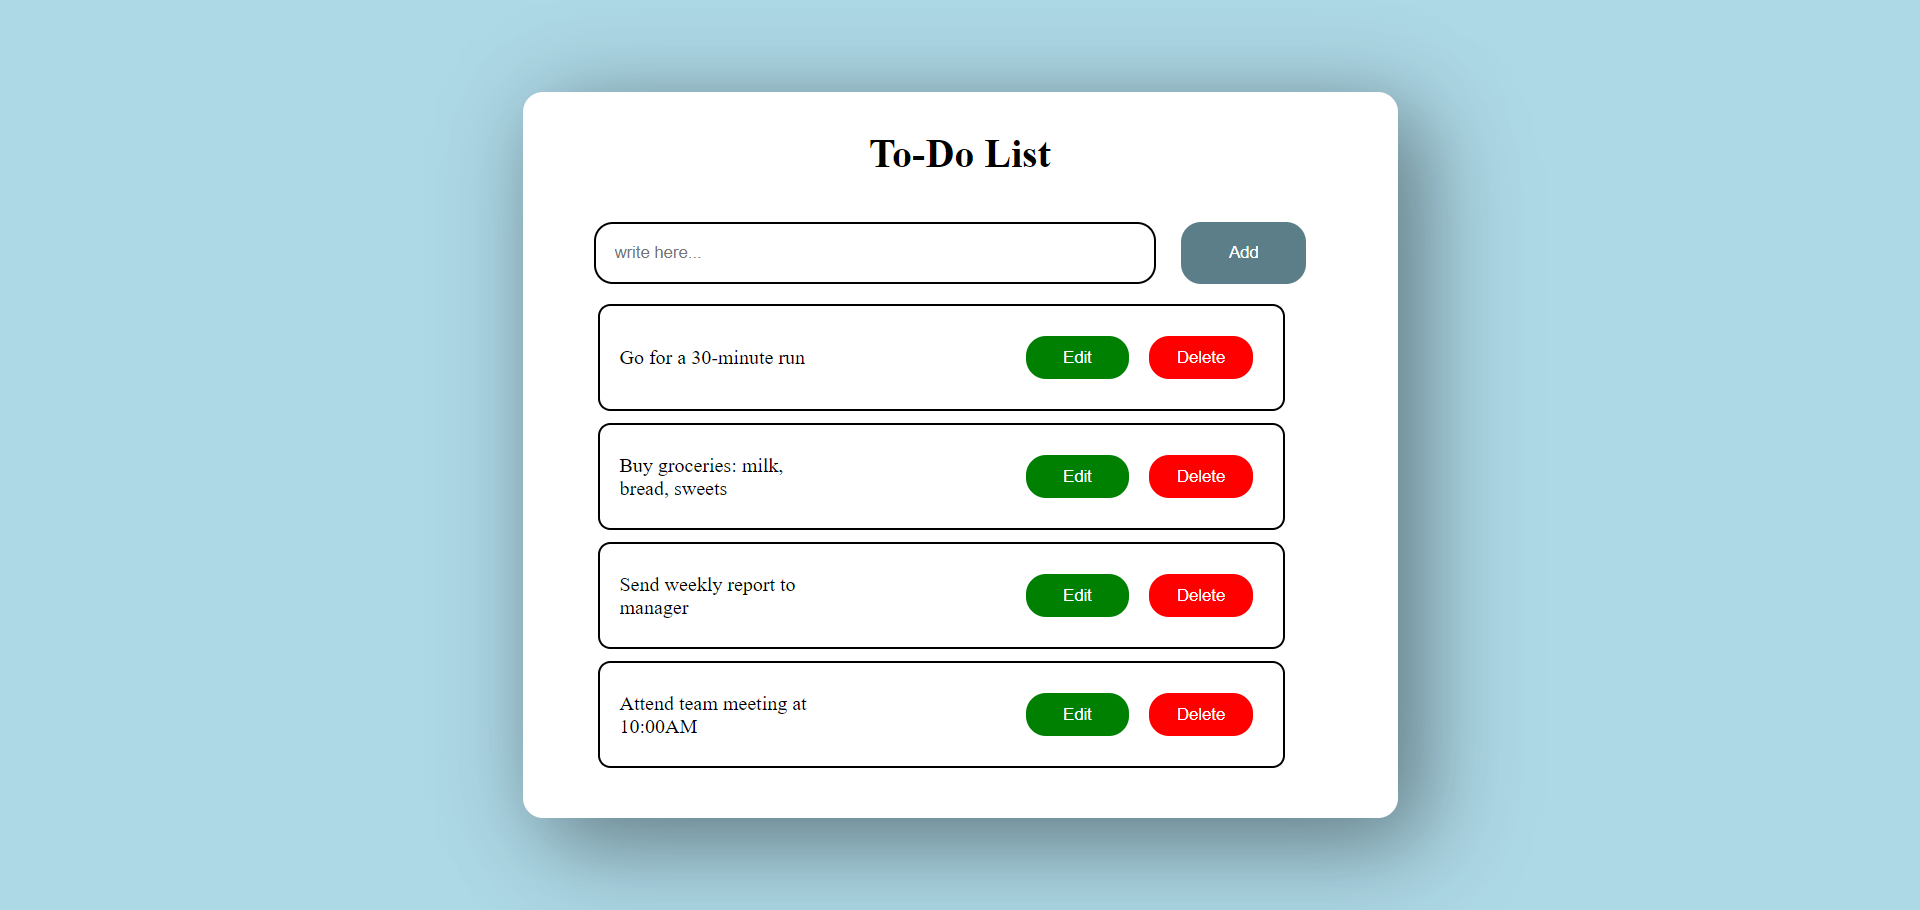 To-Do List
write here...
Add
Go for a 30-minute run
Edit
Delete
Buy groceries: milk,
bread, sweets
Edit
Delete
Send weekly report to
manager
Edit
Delete
Attend team meeting at
10:00AM
Edit
Delete